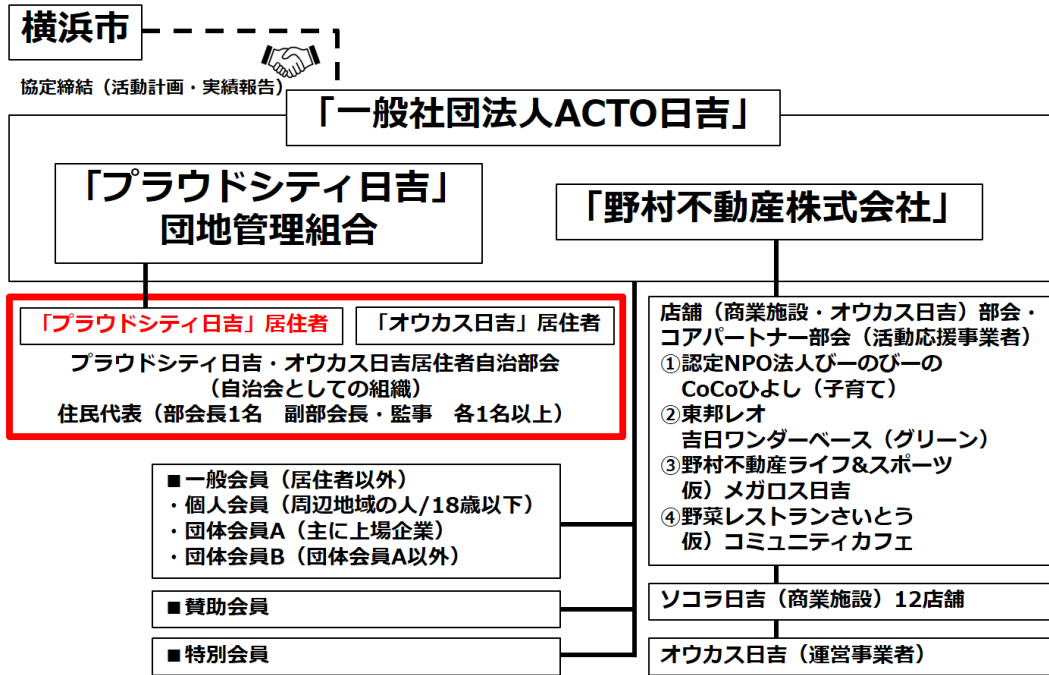 横浜市
協定締結（活動計画・実績報告）
「一般社団法人ACTO日吉」
「プラウドシティ日吉」
団地管理組合
「野村不動産株式会社」
「プラウドシティ日吉」居住者
「オウカス日吉」居住者
プラウドシティ日吉・オウカス日吉居住者自治部会
（自治会としての組織）
住民代表（部会長1名　副部会長・監事　各1名以上）
■一般会員（居住者以外）
・個人会員（周辺地域の人/18歳以下）
・団体会員A（主に上場企業）
・団体会員B（団体会員A以外）
■賛助会員
■特別会員
店舗（商業施設・オウカス日吉）部会・
コアパートナー部会（活動応援事業者）
①認定NPO法人びーのびーの
CoCoひよし（子育て）
②東邦レオ
吉日ワンダーベース（グリーン）
③野村不動産ライフ&スポーツ
仮）メガロス日吉
④野菜レストランさいとう
仮）コミュニティカフェ
ソコラ日吉（商業施設）12店舗
オウカス日吉（運営事業者）